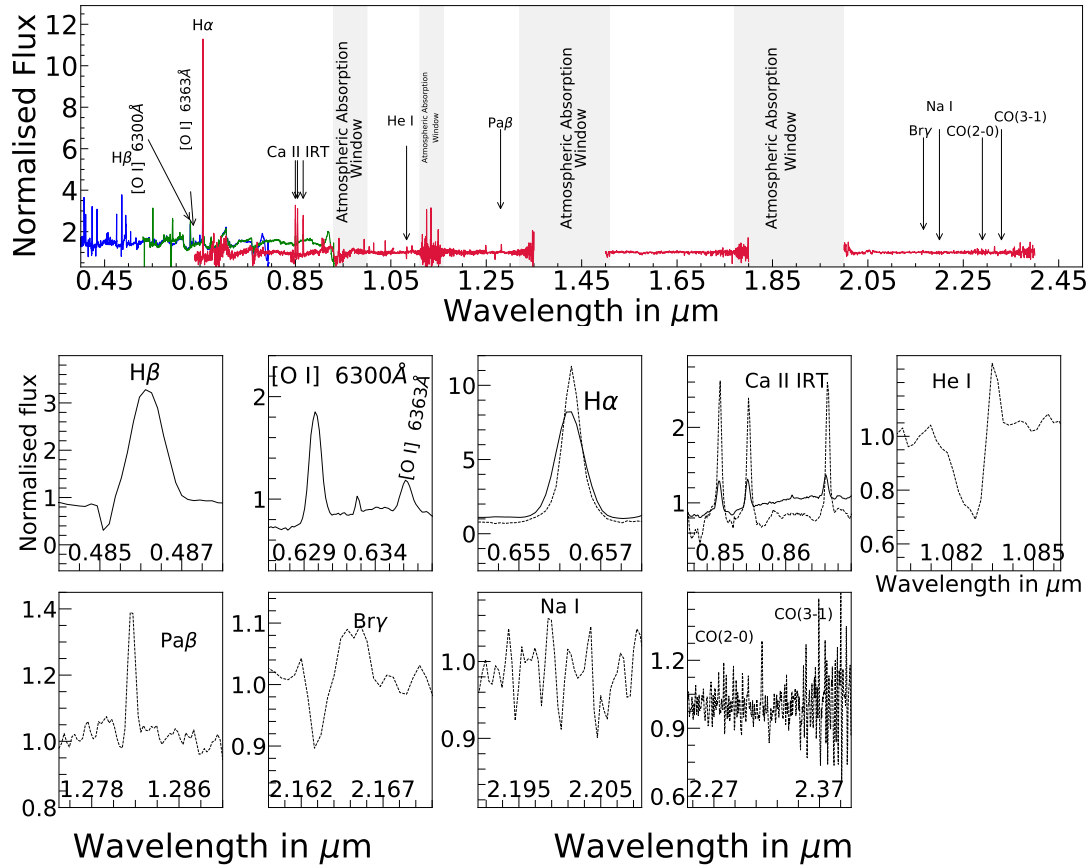 Normalised Flux
12
10
8
6
4
2
Hα
Hβ
[O I] 6300Å
[O I] 6363Å
Ca II IRT
Atmospheric Absorption
Window
He I
Atmospheric Absorption
Window
Paβ
Atmospheric Absorption
Window
Atmospheric Absorption
Window
Na I
Brγ
CO(2-0)
CO(3-1)
0.45 0.65 0.85 1.05 1.25 1.45 1.65 1.85 2.05 2.25 2.45
Wavelength in μm
Normalised flux
Hβ
3
2
1
0
0.485 0.487
[O I] 6300Å
[O I] 6363Å
2
1
0.629 0.634
Hα
10
5
0
0.655 0.657
Ca II IRT
2
1
0.85 0.86
He I
1.0
0.8
0.6
1.082 1.085
Wavelength in μm
Paβ
1.4
1.2
1.0
0.8
1.278 1.286
Brγ
1.1
1.0
0.9
2.162 2.167
Na I
1.0
0.9
2.195 2.205
CO(2-0)
CO(3-1)
1.2
0.9
0.6
2.27 2.37
Wavelength in μm
Wavelength in μm